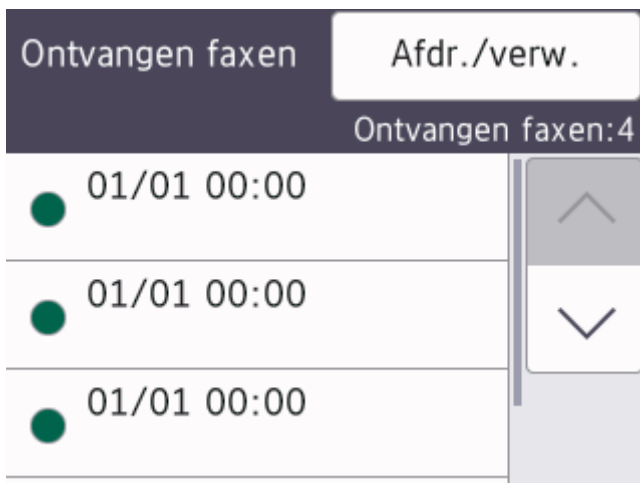 Ontvangen faxen
Afdr./verw.
Ontvangen faxen:4
01/01 00:00
01/01 00:00
01/01 00:00